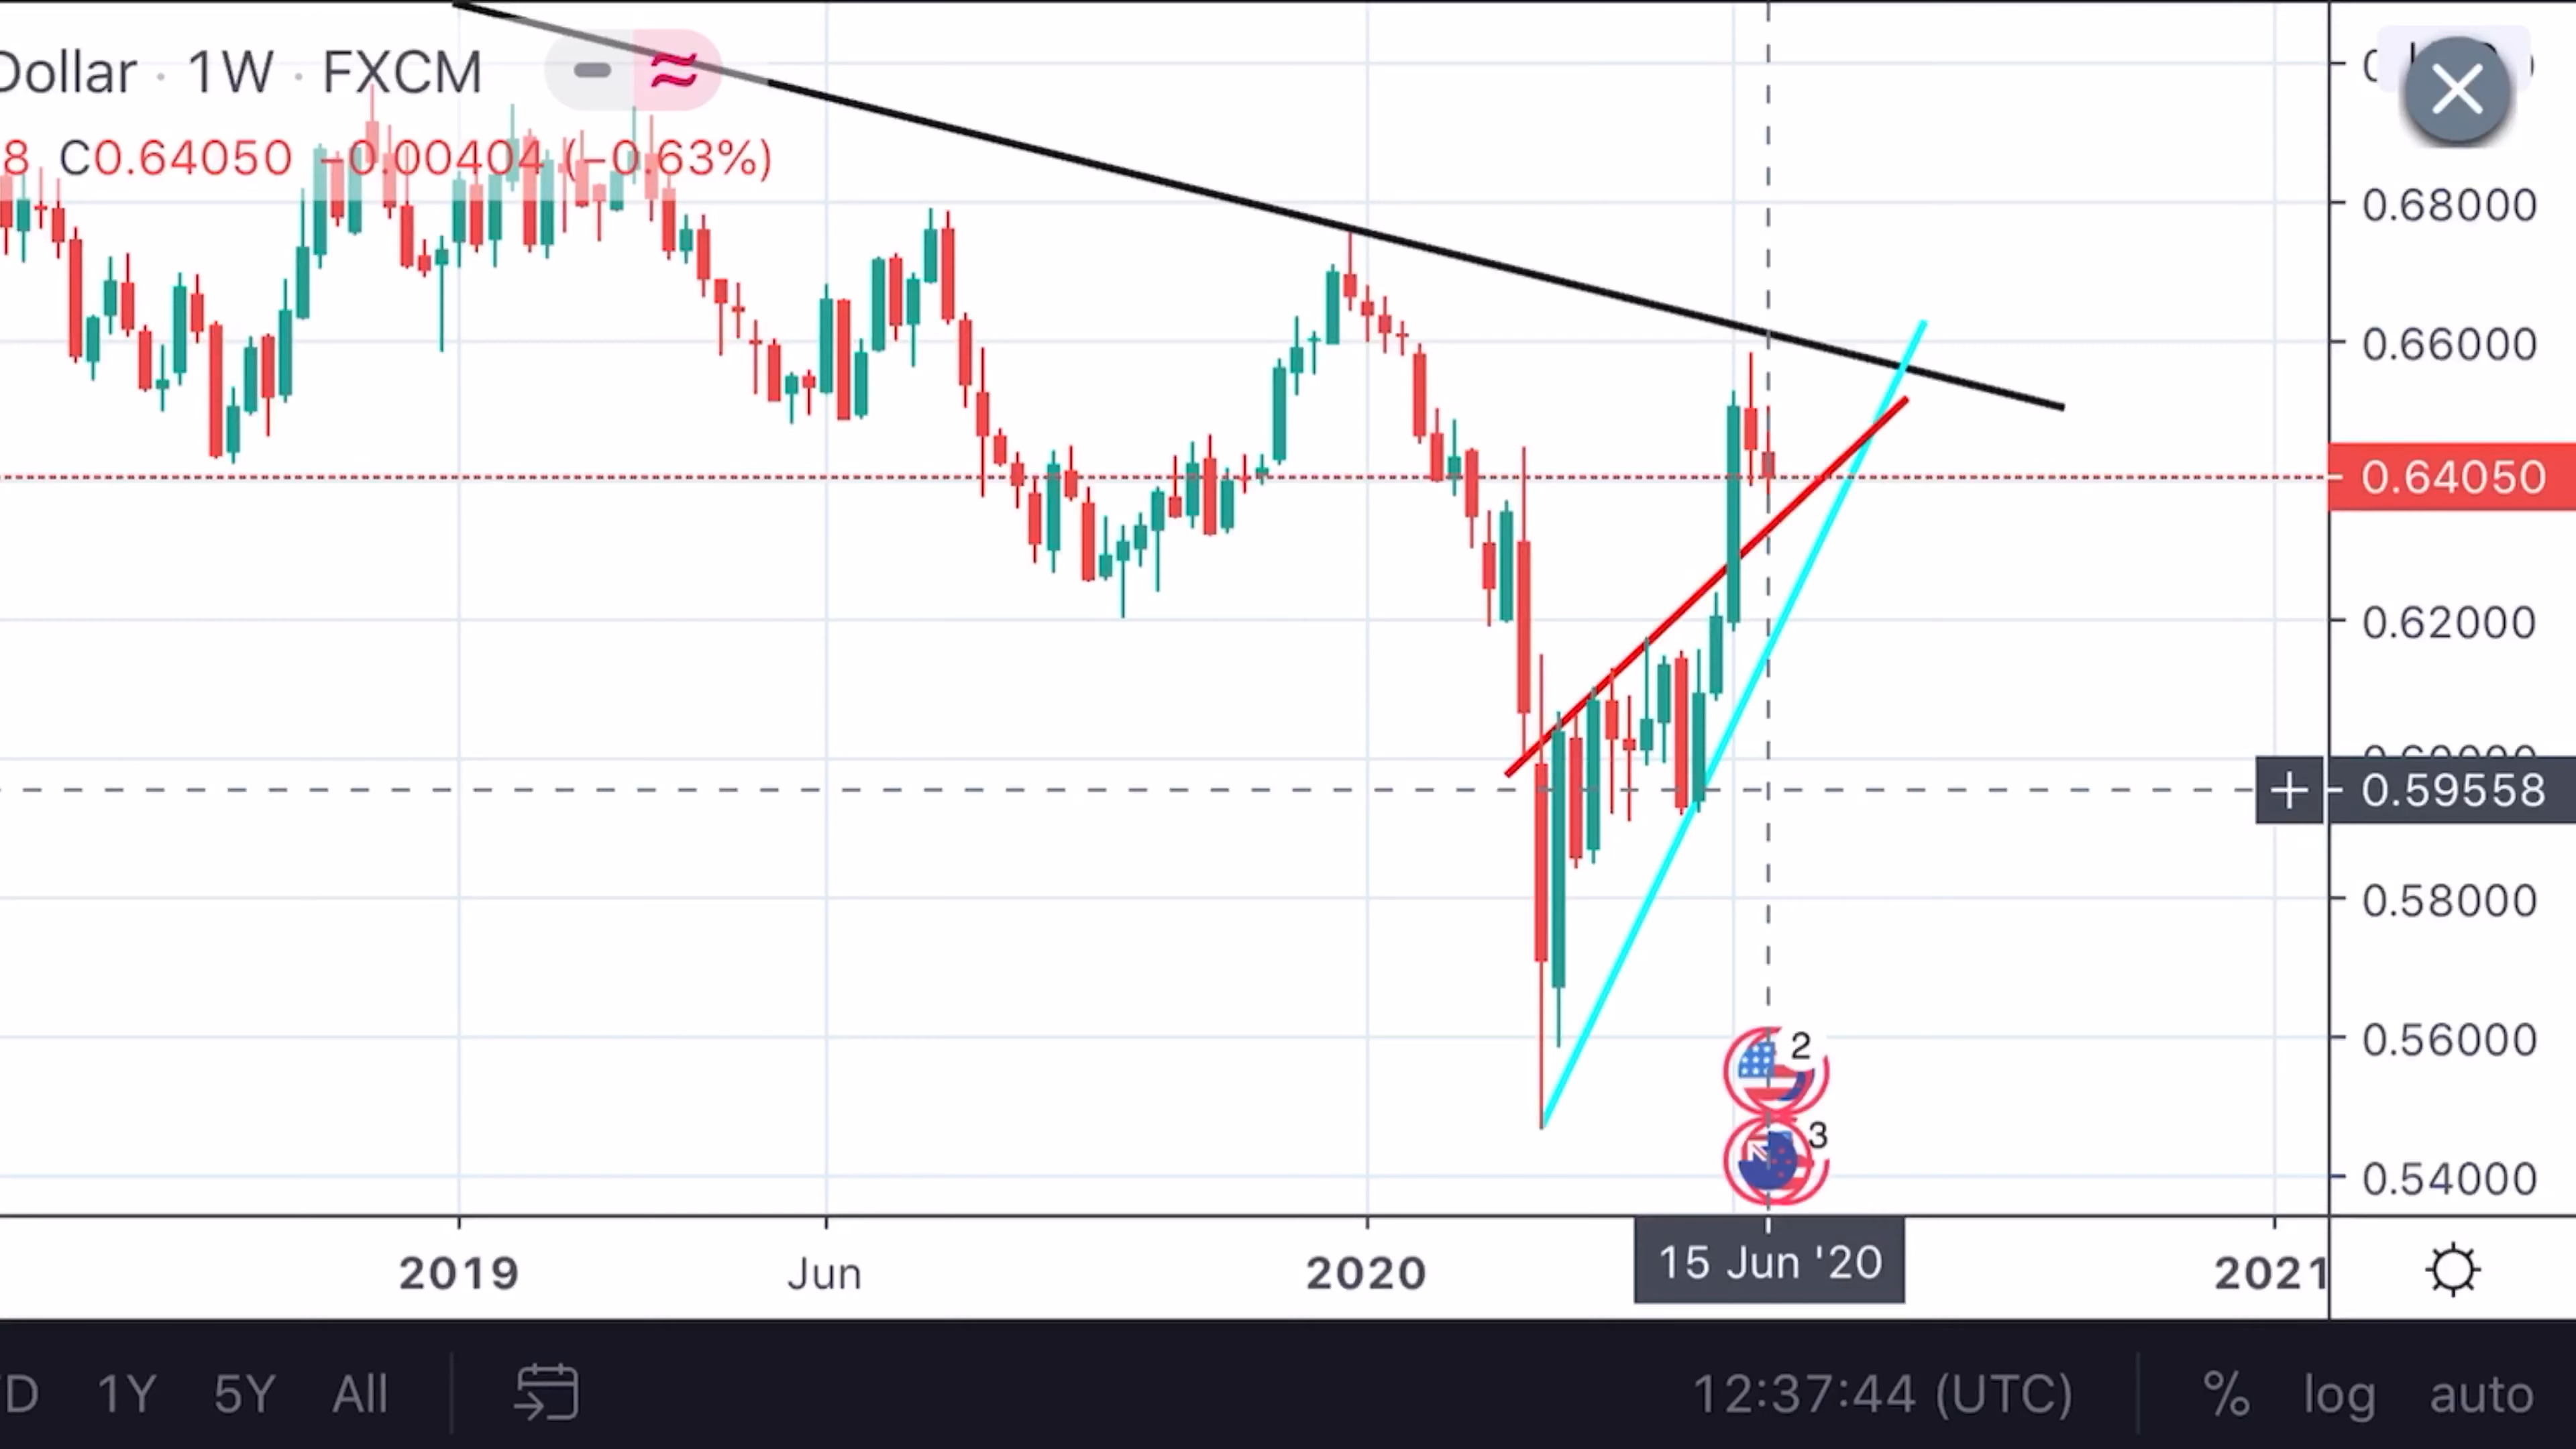 Dollar · 1W · FXCM
8 C0.64050 −0.00404 (−0.63%)
0.68000
0.66000
0.64050
0.62000
0.59558
0.58000
0.56000
0.54000
2
3
2019 Jun 2020 15 Jun '20 2021
1Y 5Y All 12:37:44 (UTC) % log auto